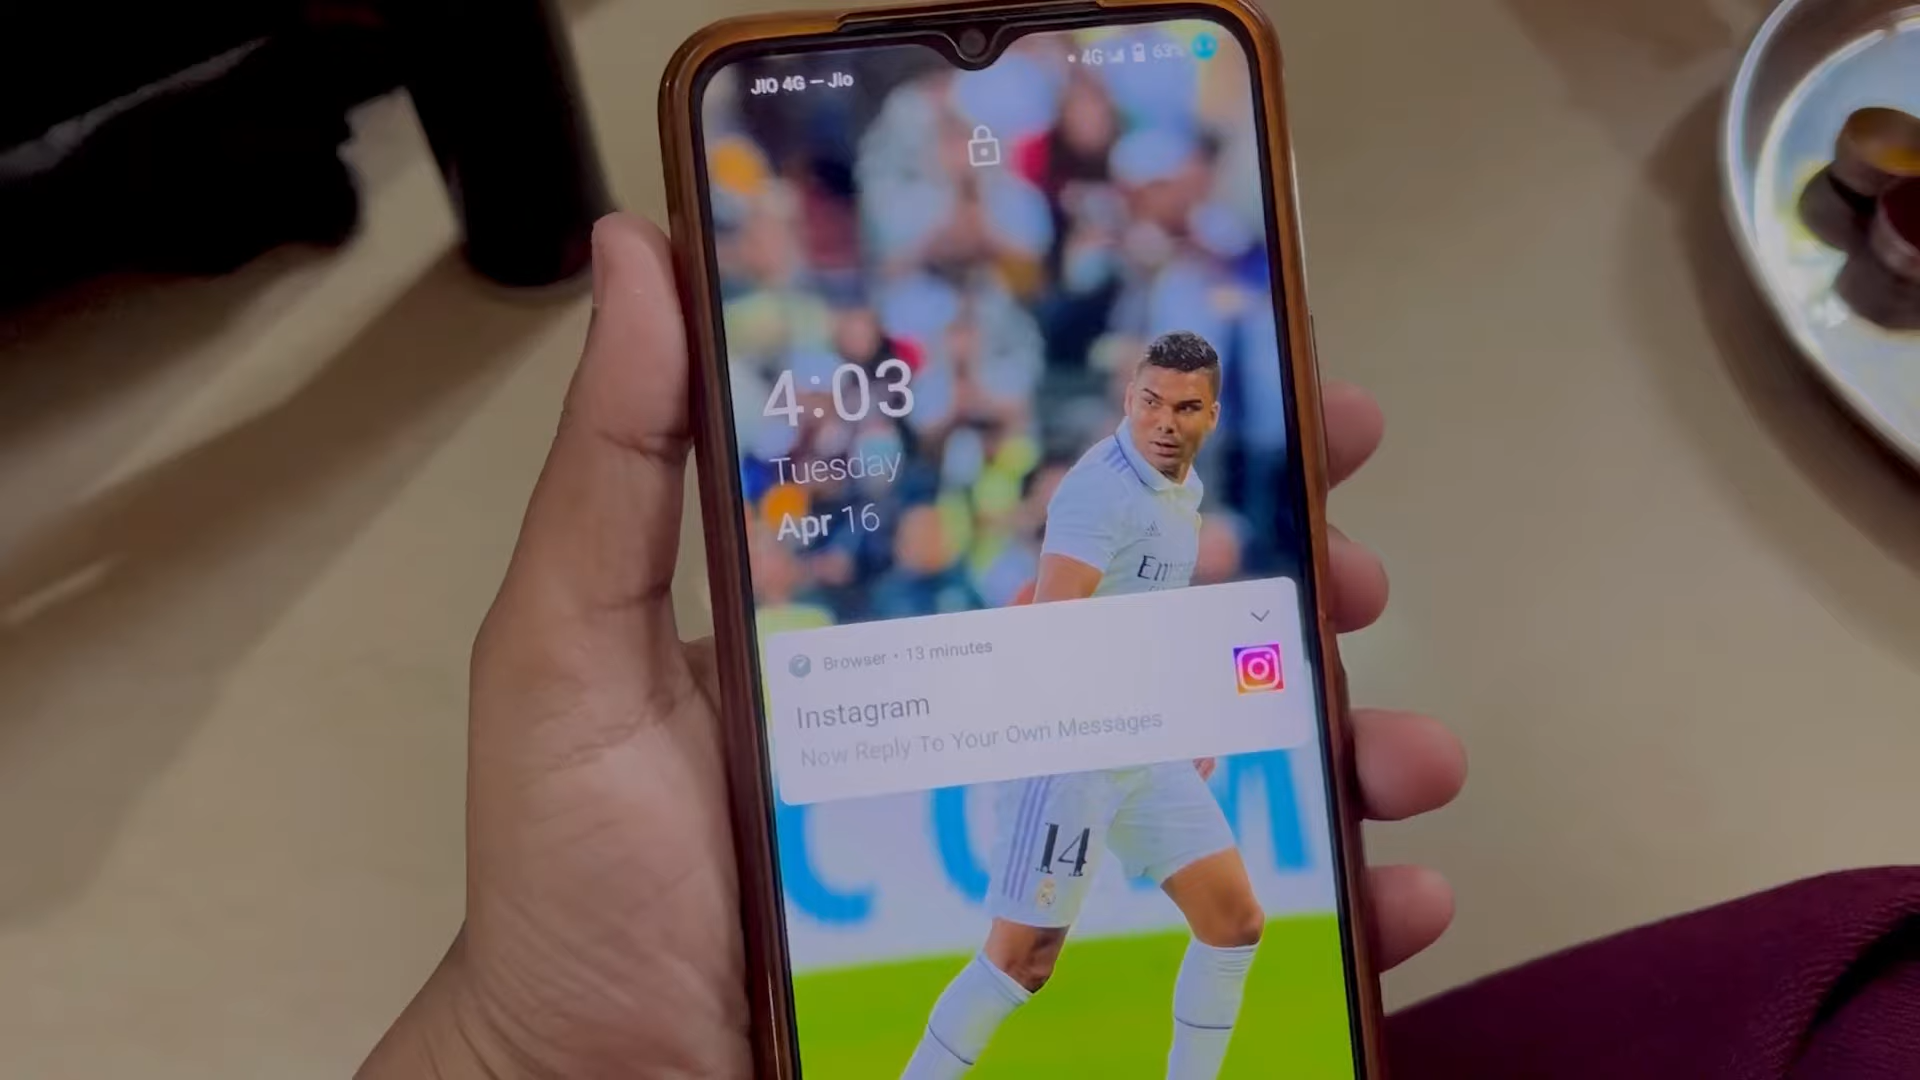 JIO 4G — JIo
4G 63%
4:03
Tuesday
Apr 16
Browser • 13 minutes
Instagram
Now Reply To Your Own Messages
14